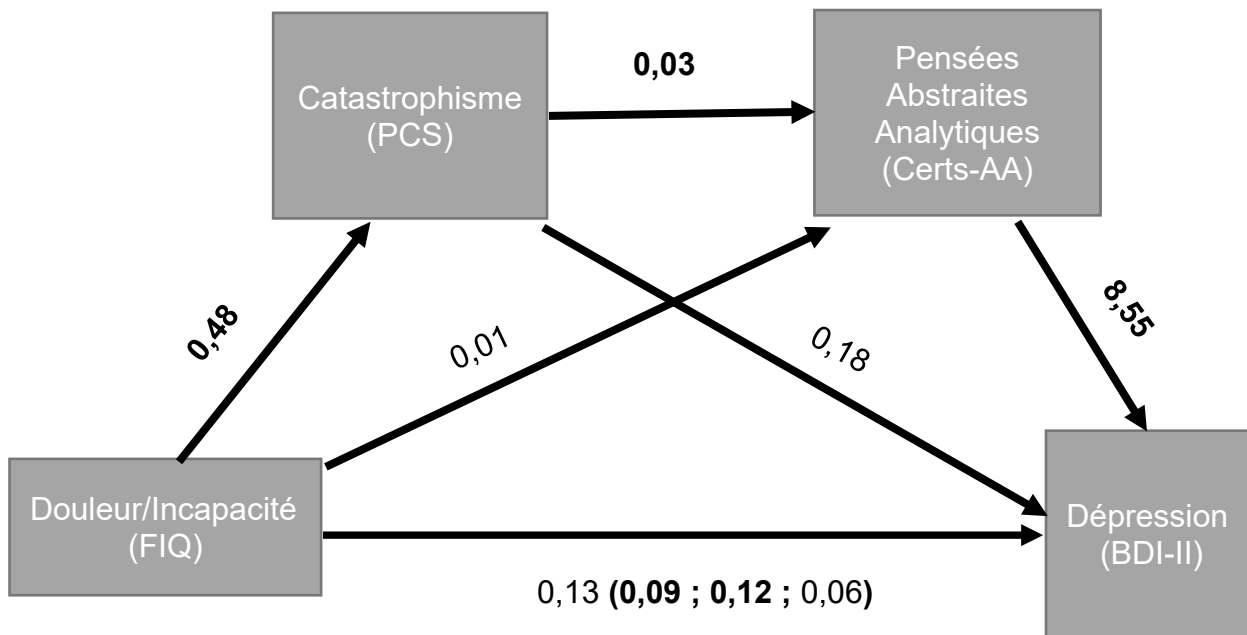 Catastrophisme
(PCS)
0,03
Pensées
Abstraites
Analytiques
(Certs-AA)
0,48
0,01
0,18
8,55
Douleur/Incapacité
(FIQ)
Dépression
(BDI-II)
0,13 (0,09 ; 0,12 ; 0,06)